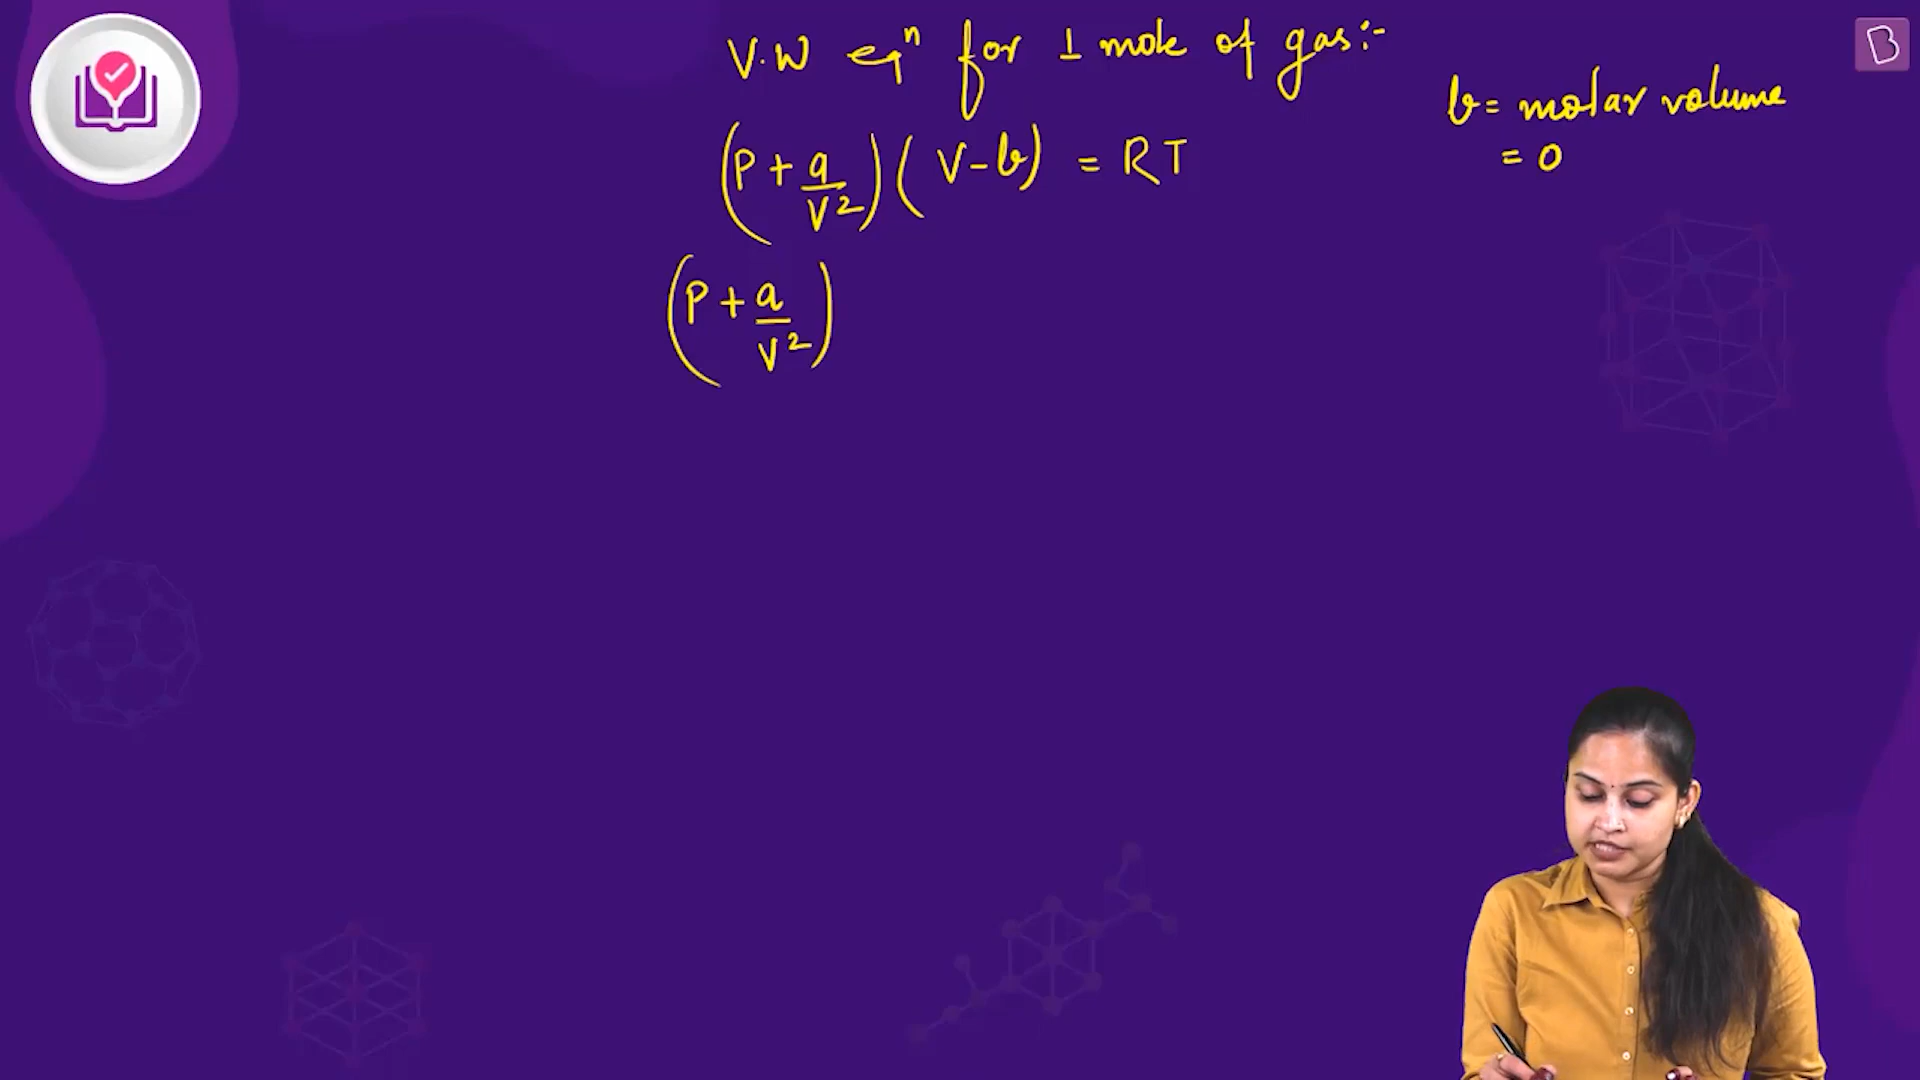 V.W eqⁿ for 1 mole of gas:-
b = molar volume
= 0
(P + a/V²)(V-b) = RT
(P + a/V²)
B